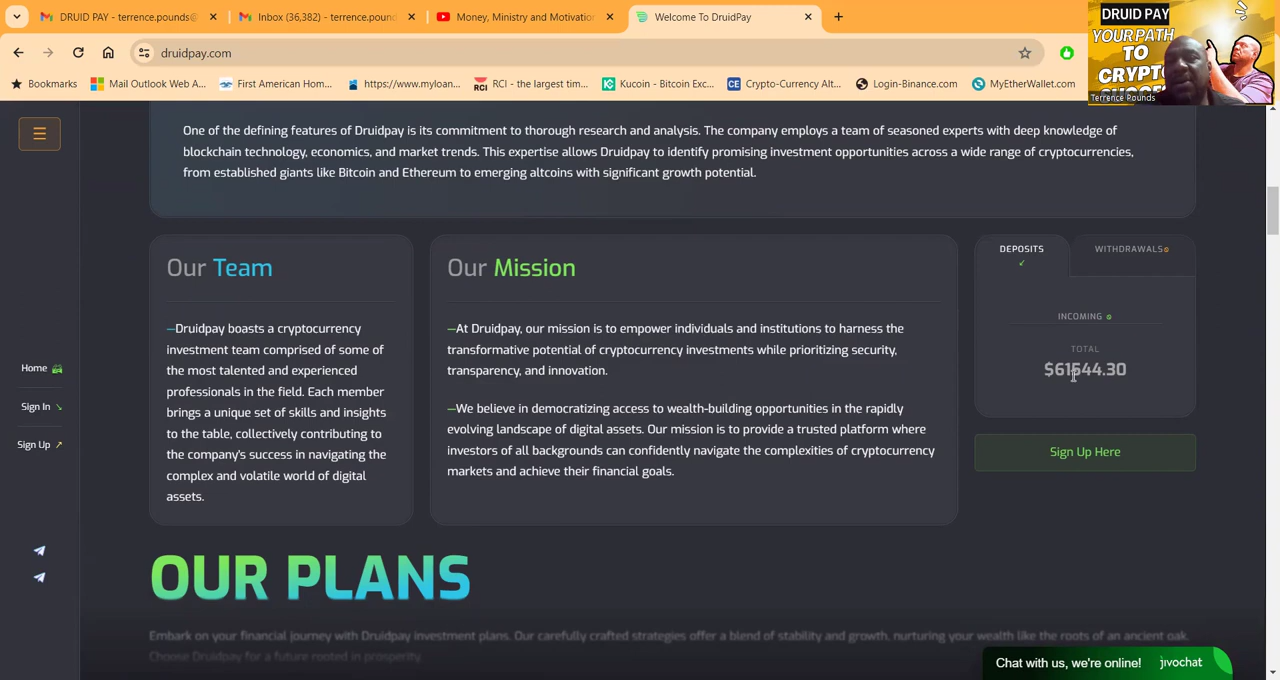 DRUID PAY - terrence.pounds@
Inbox (36,382) - terrence.poun
Money, Ministry and Motivation
Welcome To DruidPay
druidpay.com
DRUID PAY
YOUR PATH
TO
Terrence Pounds
Bookmarks
Mail Outlook Web A...
First American Hom...
https://www.myloan...
RCI
RCI - the largest tim...
Kucoin - Bitcoin Exc...
CE
Crypto-Currency Alt...
Login-Binance.com
MyEtherWallet.com
One of the defining features of Druidpay is its commitment to thorough research and analysis. The company employs a team of seasoned experts with deep knowledge of
blockchain technology, economics, and market trends. This expertise allows Druidpay to identify promising investment opportunities across a wide range of cryptocurrencies,
from established giants like Bitcoin and Ethereum to emerging altcoins with significant growth potential.
Our Team
—Druidpay boasts a cryptocurrency
investment team comprised of some of
the most talented and experienced
professionals in the field. Each member
brings a unique set of skills and insights
to the table, collectively contributing to
the company's success in navigating the
complex and volatile world of digital
assets.
Our Mission
—At Druidpay, our mission is to empower individuals and institutions to harness the
transformative potential of cryptocurrency investments while prioritizing security,
transparency, and innovation.
—We believe in democratizing access to wealth-building opportunities in the rapidly
evolving landscape of digital assets. Our mission is to provide a trusted platform where
investors of all backgrounds can confidently navigate the complexities of cryptocurrency
markets and achieve their financial goals.
DEPOSITS
WITHDRAWALS
INCOMING
TOTAL
$61544.30
Sign Up Here
Home
Sign In
Sign Up
OUR PLANS
Embark on your financial journey with Druidpay investment plans. Our carefully crafted strategies offer a blend of stability and growth, nurturing your wealth like the roots of an ancient oak.
Choose Druidpay for a future rooted in prosperity.
Chat with us, we're online!
jivochat